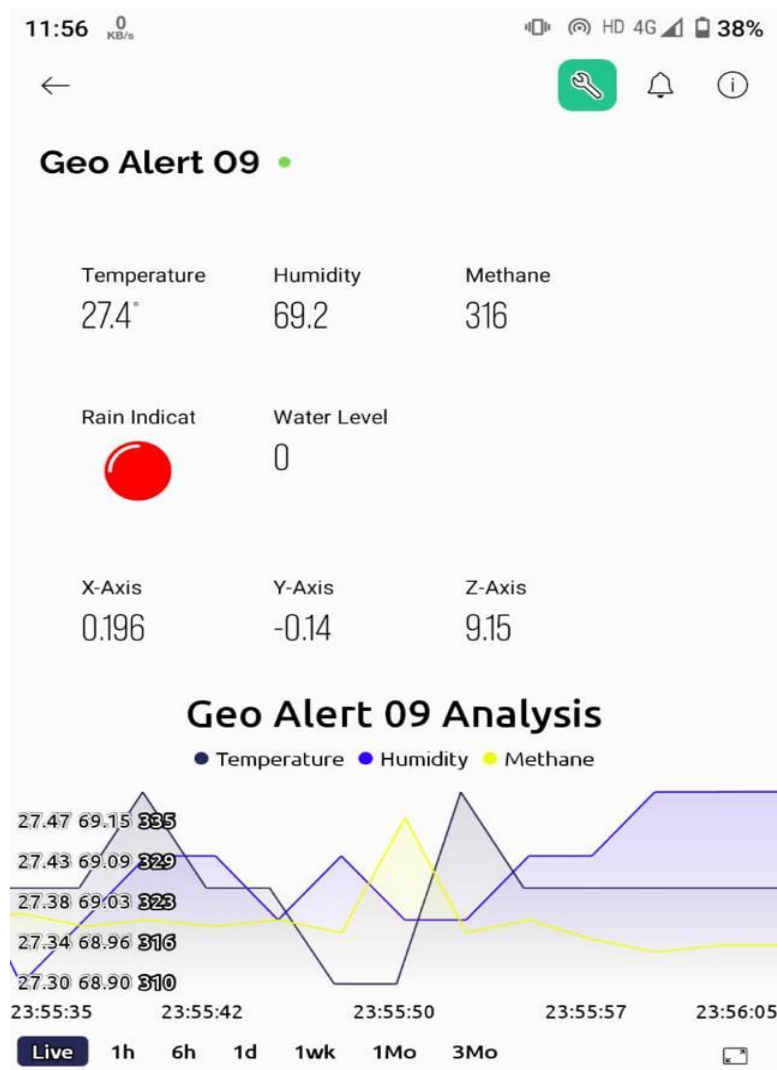 11:56 0 KB/s HD 4G 38%
Geo Alert 09
Temperature Humidity Methane
27.4° 69.2 316
Rain Indicat Water Level
0
X-Axis Y-Axis Z-Axis
0.196 -0.14 9.15
Geo Alert 09 Analysis
Temperature Humidity Methane
27.47 69.15 335
27.43 69.09 329
27.38 69.03 323
27.34 68.96 316
27.30 68.90 310
23:55:35 23:55:42 23:55:50 23:55:57 23:56:05
Live 1h 6h 1d 1wk 1Mo 3Mo